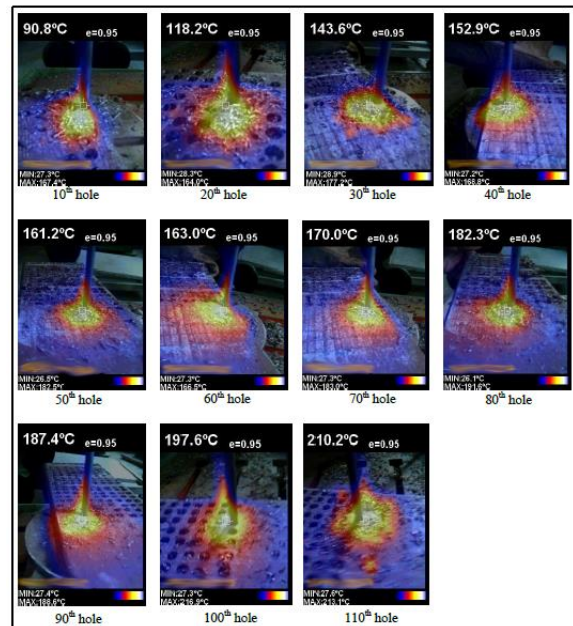 90.8ºC e=0.95
118.2ºC e=0.95
143.6ºC e=0.95
152.9ºC e=0.95
MIN:27.3ºC
MAX:167.4ºC
MIN:28.3ºC
MAX:164.0ºC
MIN:28.9ºC
MAX:177.2ºC
MIN:27.2ºC
MAX:168.8ºC
10th hole
20th hole
30th hole
40th hole
161.2ºC e=0.95
163.0ºC e=0.95
170.0ºC e=0.95
182.3ºC e=0.95
MIN:26.5ºC
MAX:182.5ºC
MIN:27.3ºC
MAX:166.5ºC
MIN:27.3ºC
MAX:183.0ºC
MIN:26.1ºC
MAX:191.6ºC
50th hole
60th hole
70th hole
80th hole
187.4ºC e=0.95
197.6ºC e=0.95
210.2ºC e=0.95
MIN:27.4ºC
MAX:188.6ºC
MIN:27.3ºC
MAX:216.9ºC
MIN:27.6ºC
MAX:213.1ºC
90th hole
100th hole
110th hole